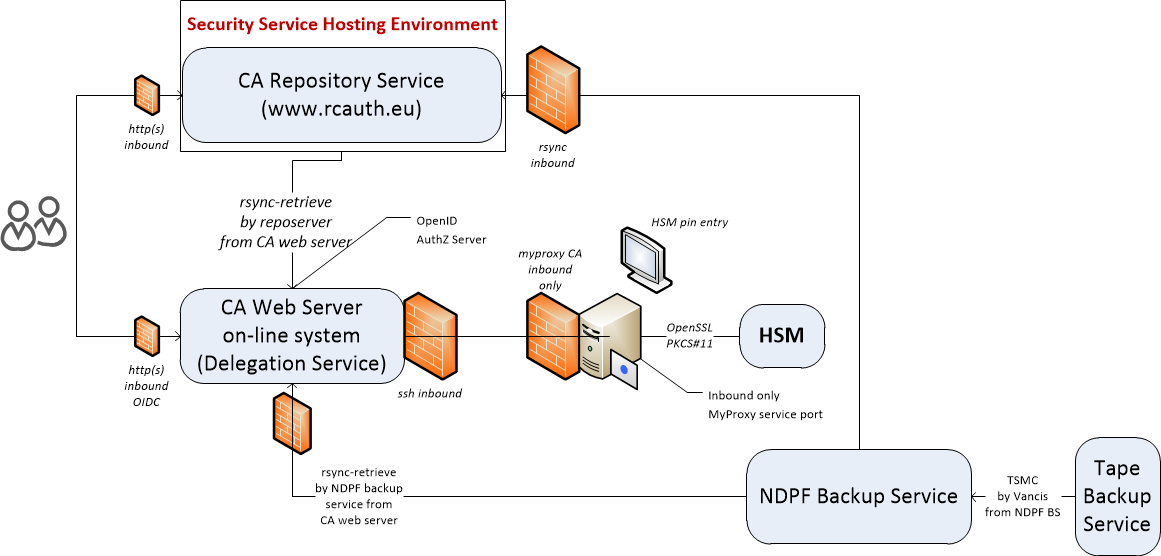 Security Service Hosting Environment
CA Repository Service
(www.rcauth.eu)
http(s)
inbound
rsync
inbound
rsync-retrieve
by reposerver
from CA web server
OpenID
AuthZ Server
HSM pin entry
myproxy CA
inbound
only
CA Web Server
on-line system
(Delegation Service)
OpenSSL
PKCS#11
HSM
http(s)
inbound
OIDC
ssh inbound
Inbound only
MyProxy service port
rsync-retrieve
by NDPF backup
service from
CA web server
NDPF Backup Service
TSMC
by Vancis
from NDPF BS
Tape
Backup
Service